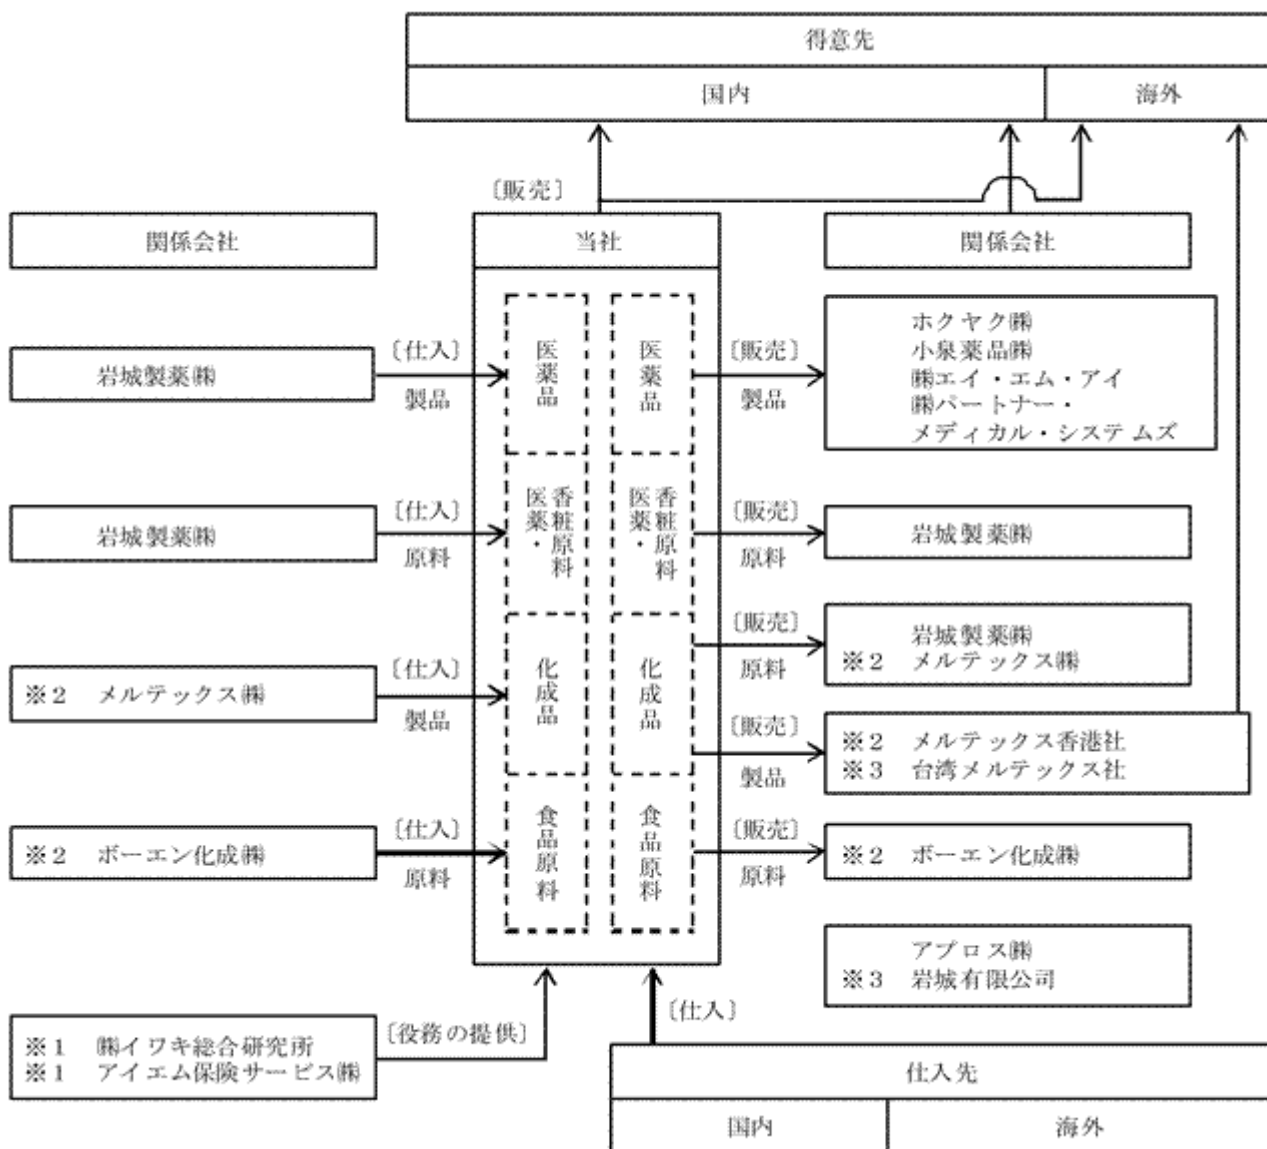 得意先
国内
海外
〔販売〕
関係会社
当社
関係会社
岩城製薬㈱
〔仕入〕
製品
医薬品
医薬品
〔販売〕
製品
ホクヤク㈱
小泉薬品㈱
㈱エイ・エム・アイ
㈱パートナー・
メディカル・システムズ
岩城製薬㈱
〔仕入〕
原料
医薬・
香粧原料
医薬・
香粧原料
〔販売〕
原料
岩城製薬㈱
〔販売〕
原料
岩城製薬㈱
※2 メルテックス㈱
※2 メルテックス㈱
〔仕入〕
製品
化成品
化成品
〔販売〕
製品
※2 メルテックス香港社
※3 台湾メルテックス社
※2 ボーエン化成㈱
〔仕入〕
原料
食品原料
食品原料
〔販売〕
原料
※2 ボーエン化成㈱
アプロス㈱
※3 岩城有限公司
※1 ㈱イワキ総合研究所
※1 アイエム保険サービス㈱
〔役務の提供〕
〔仕入〕
仕入先
国内
海外